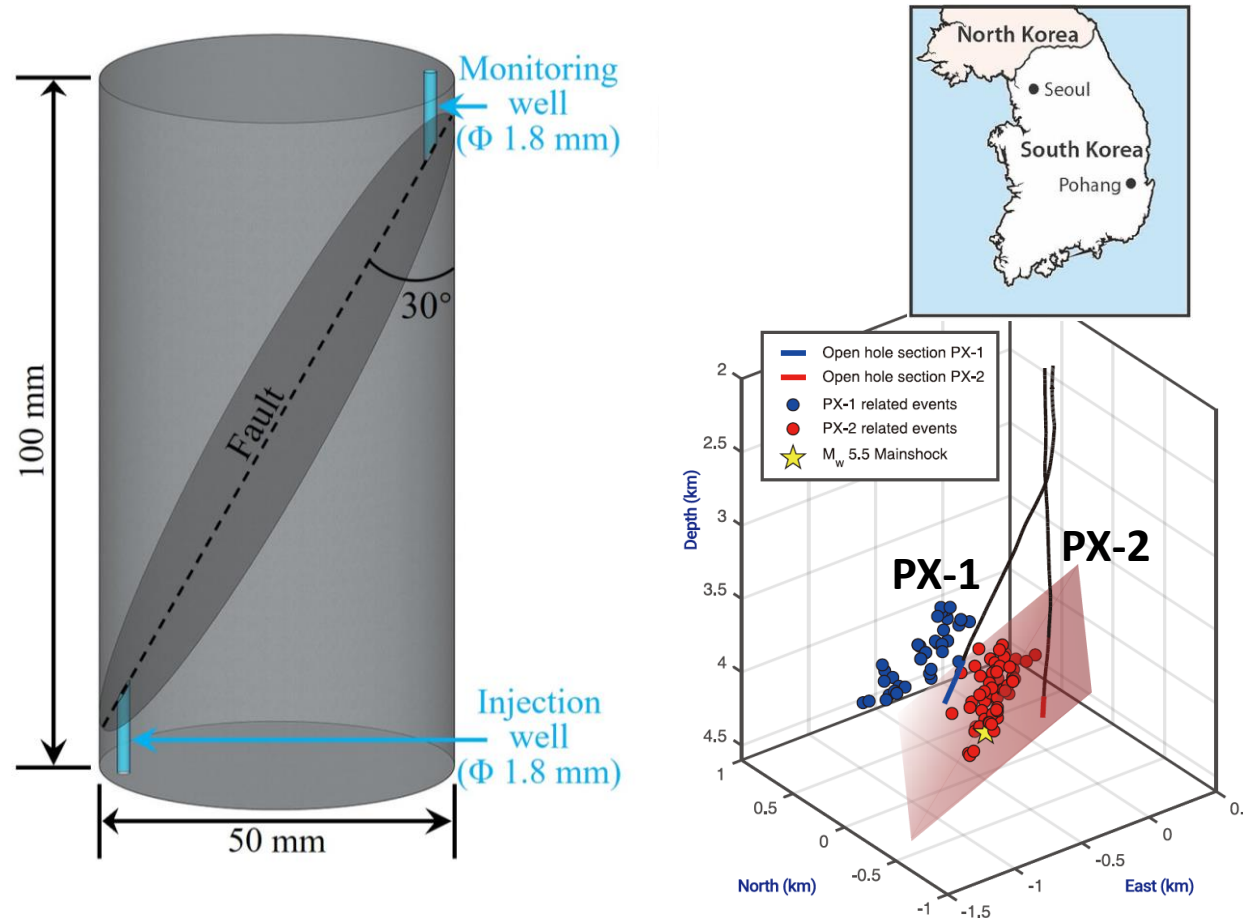 Monitoring
well
(Φ 1.8 mm)
30°
Fault
100 mm
Injection
well
(Φ 1.8 mm)
50 mm
North Korea
Seoul
South Korea
Pohang
Open hole section PX-1
Open hole section PX-2
PX-1 related events
PX-2 related events
Mw 5.5 Mainshock
PX-1
PX-2
Depth (km)
2
2.5
3
3.5
4
4.5
1
0.5
0
-0.5
-1
North (km)
-1.5
-1
-0.5
0
0.
East (km)